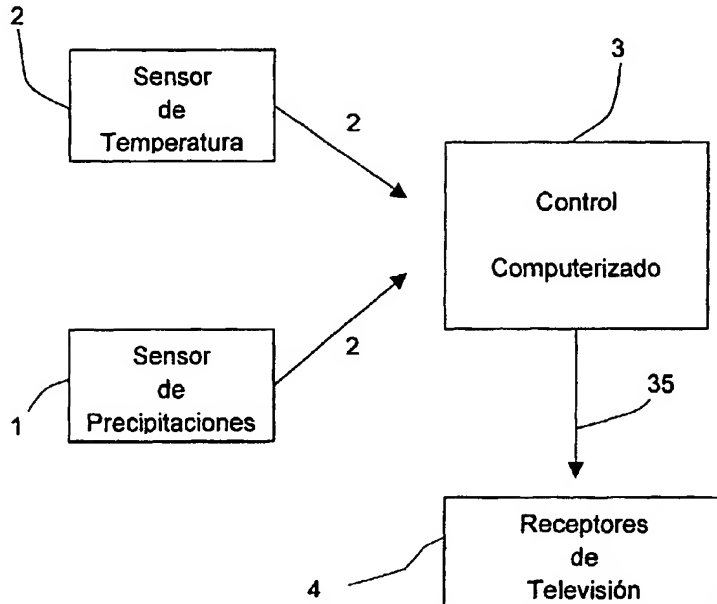 2
Sensor
de
Temperatura
2
3
Control
Computerizado
Sensor
de
Precipitaciones
2
1
35
Receptores
de
Televisión
4